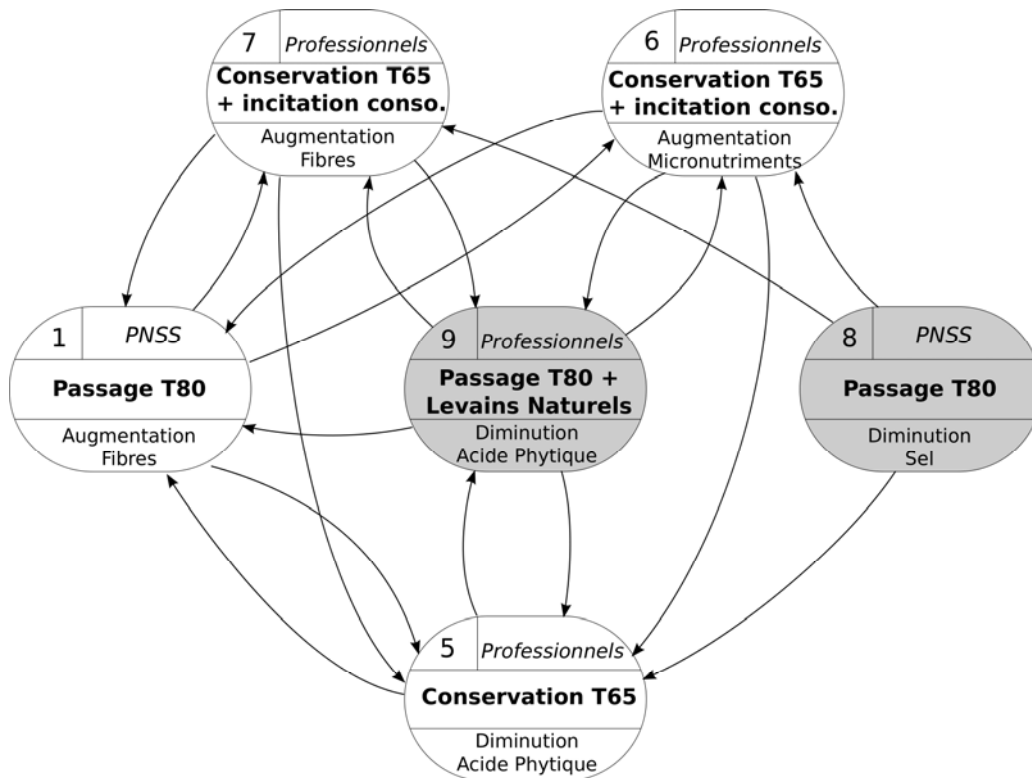 7 Professionnels
Conservation T65
+ incitation conso.
Augmentation
Fibres
6 Professionnels
Conservation T65
+ incitation conso.
Augmentation
Micronutriments
1 PNSS
Passage T80
Augmentation
Fibres
9 Professionnels
Passage T80 +
Levains Naturels
Diminution
Acide Phytique
8 PNSS
Passage T80
Diminution
Sel
5 Professionnels
Conservation T65
Diminution
Acide Phytique